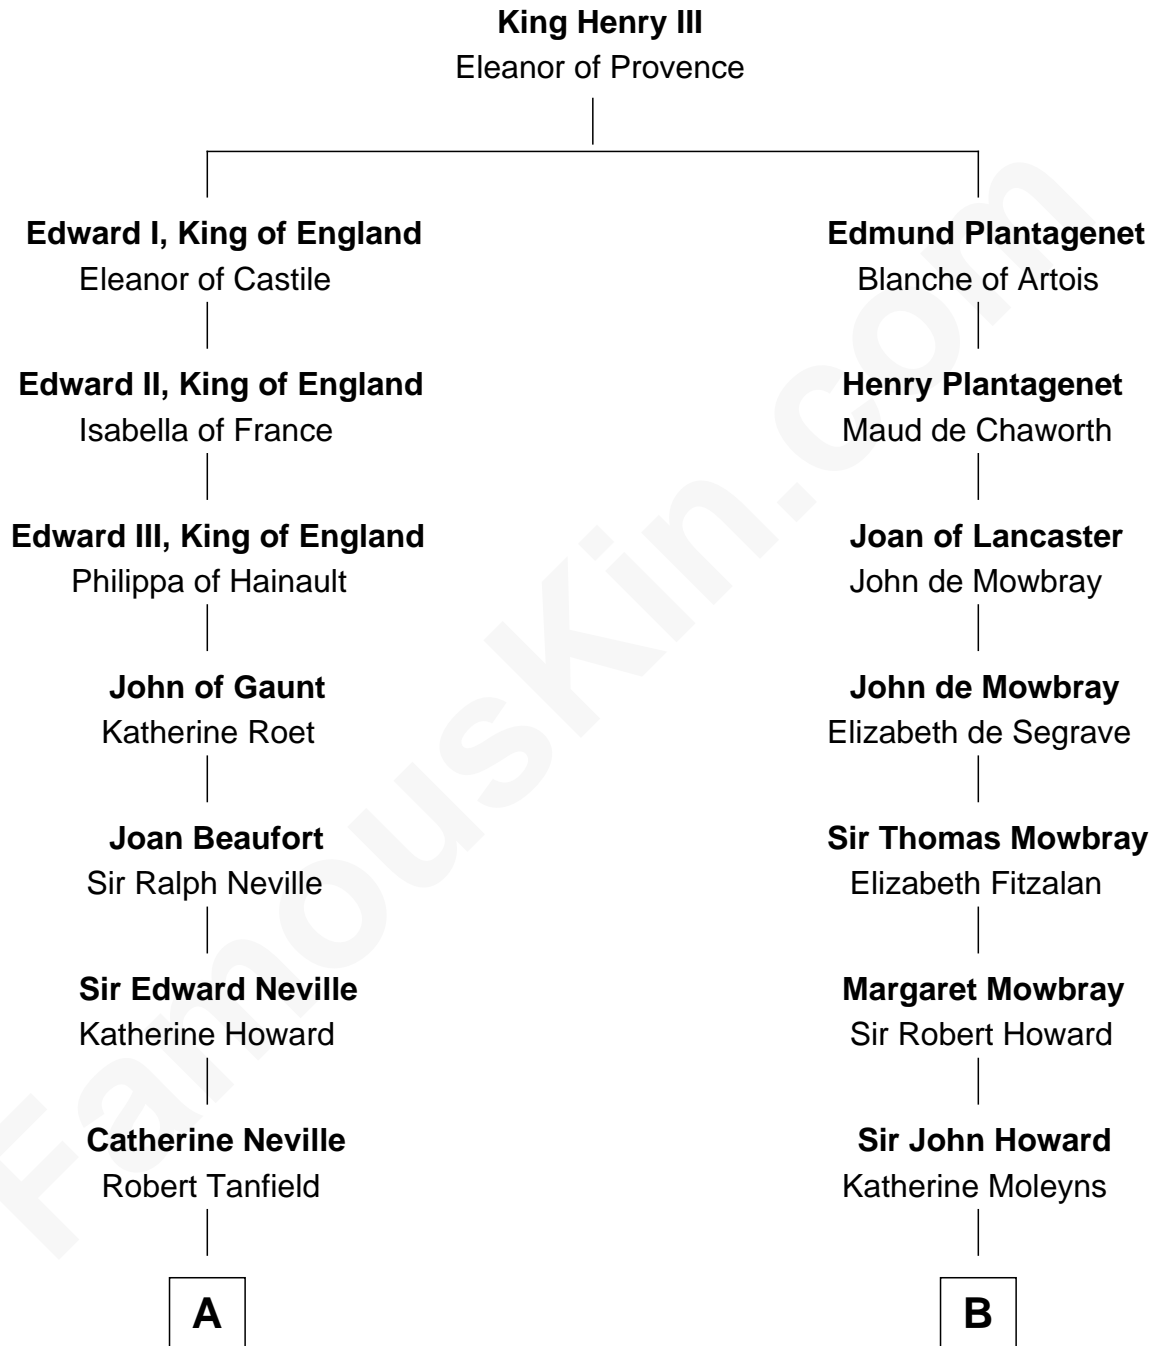 King Henry III
Eleanor of Provence
Edward I, King of England
Eleanor of Castile
Edward II, King of England
Isabella of France
Edward III, King of England
Philippa of Hainault
John of Gaunt
Katherine Roet
Joan Beaufort
Sir Ralph Neville
Sir Edward Neville
Katherine Howard
Catherine Neville
Robert Tanfield
A
Edmund Plantagenet
Blanche of Artois
Henry Plantagenet
Maud de Chaworth
Joan of Lancaster
John de Mowbray
John de Mowbray
Elizabeth de Segrave
Sir Thomas Mowbray
Elizabeth Fitzalan
Margaret Mowbray
Sir Robert Howard
Sir John Howard
Katherine Moleyns
B
FamousKin.com